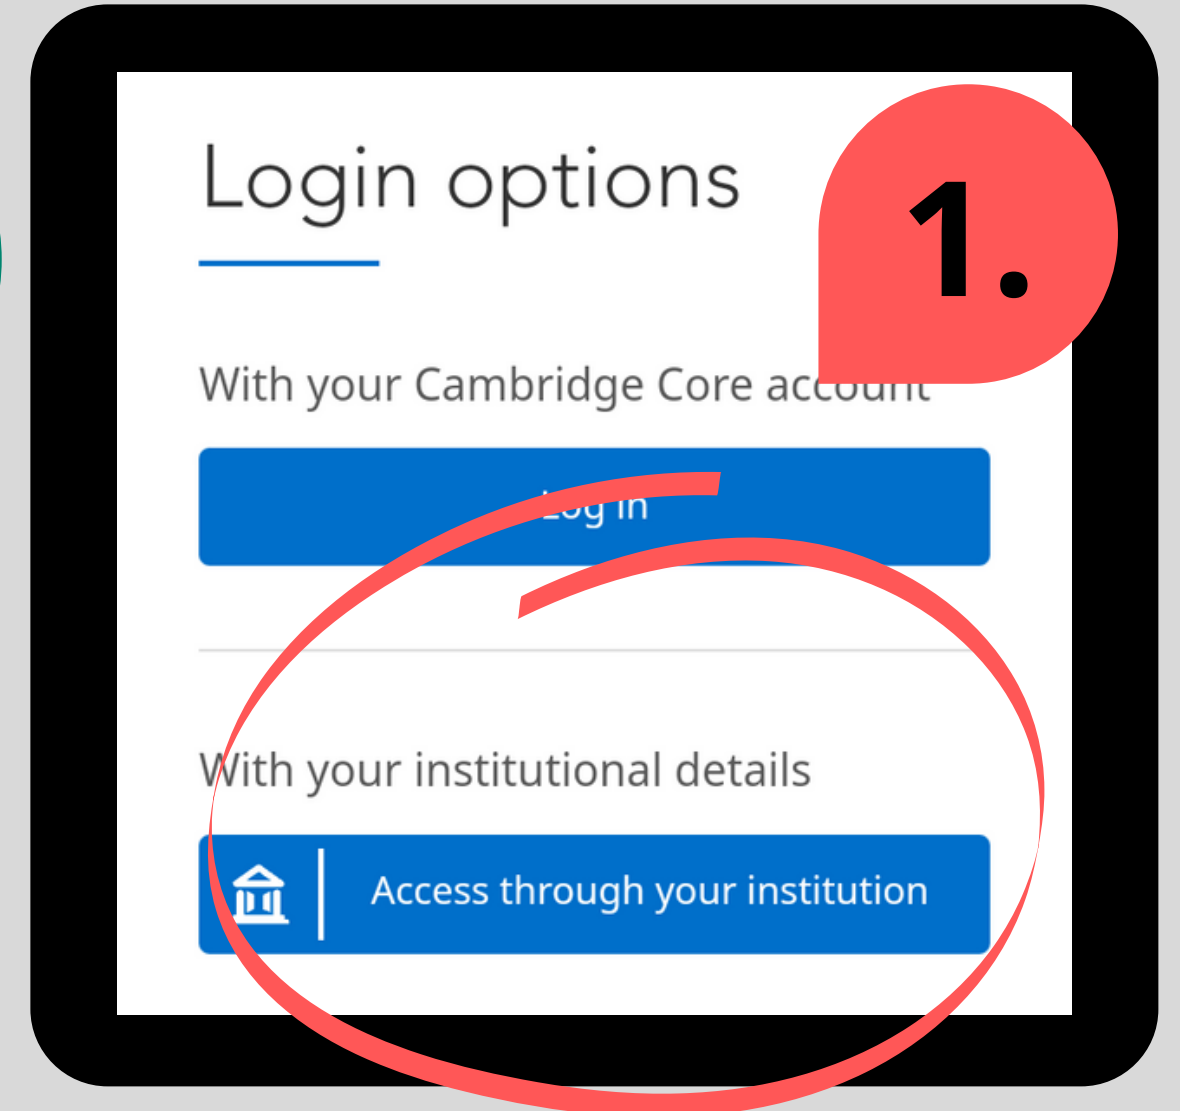 Login options
1.
With your Cambridge Core account
Log in
With your institutional details
Access through your institution